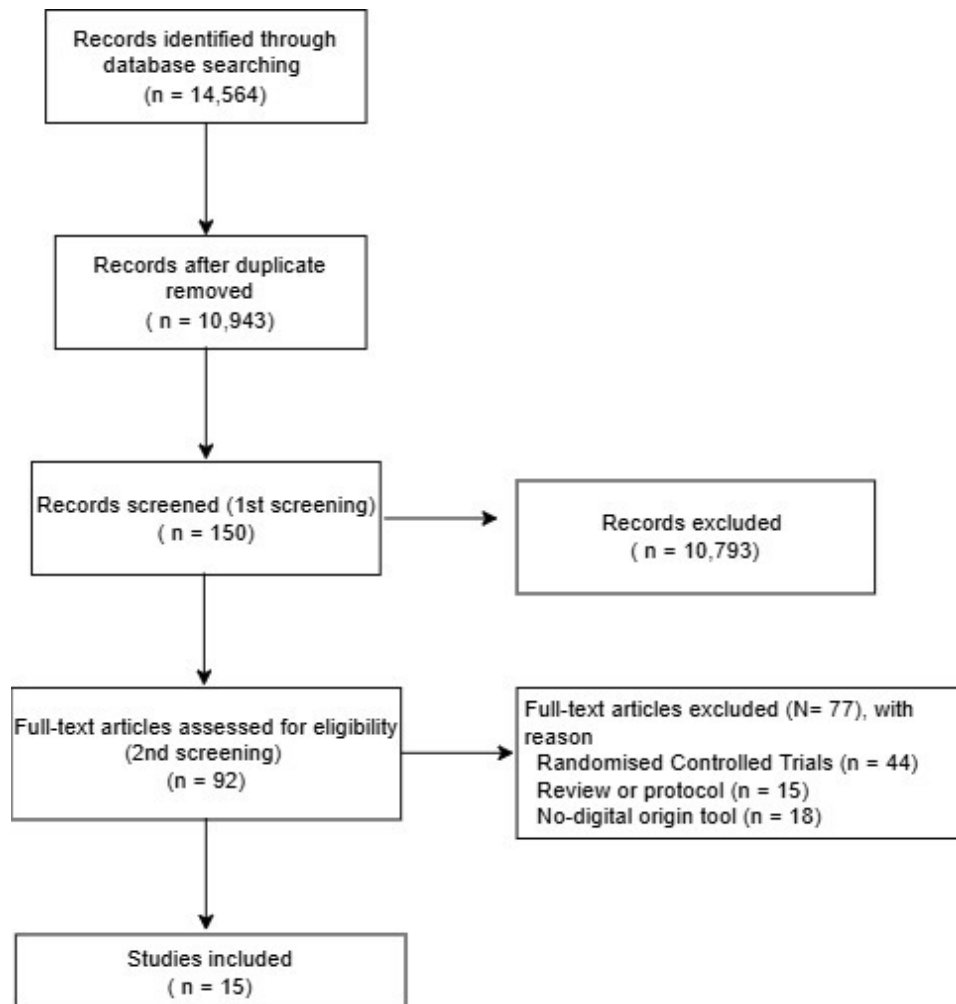 Records identified through
database searching
(n = 14,564)
Records after duplicate
removed
( n = 10,943)
Records screened (1st screening)
( n = 150)
Records excluded
( n = 10,793)
Full-text articles assessed for eligibility
(2nd screening)
(n = 92)
Full-text articles excluded (N= 77), with
reason
Randomised Controlled Trials (n = 44)
Review or protocol (n = 15)
No-digital origin tool (n = 18)
Studies included
( n = 15)